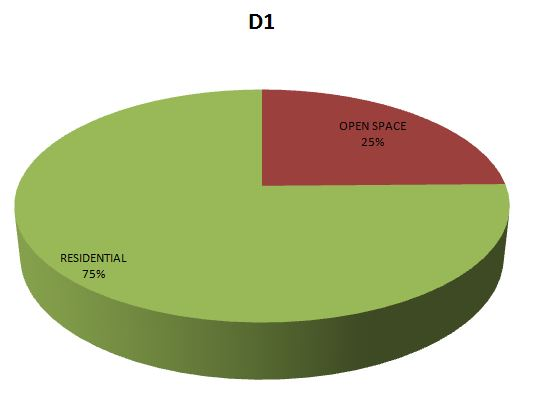 D1
OPEN SPACE
25%
RESIDENTIAL
75%